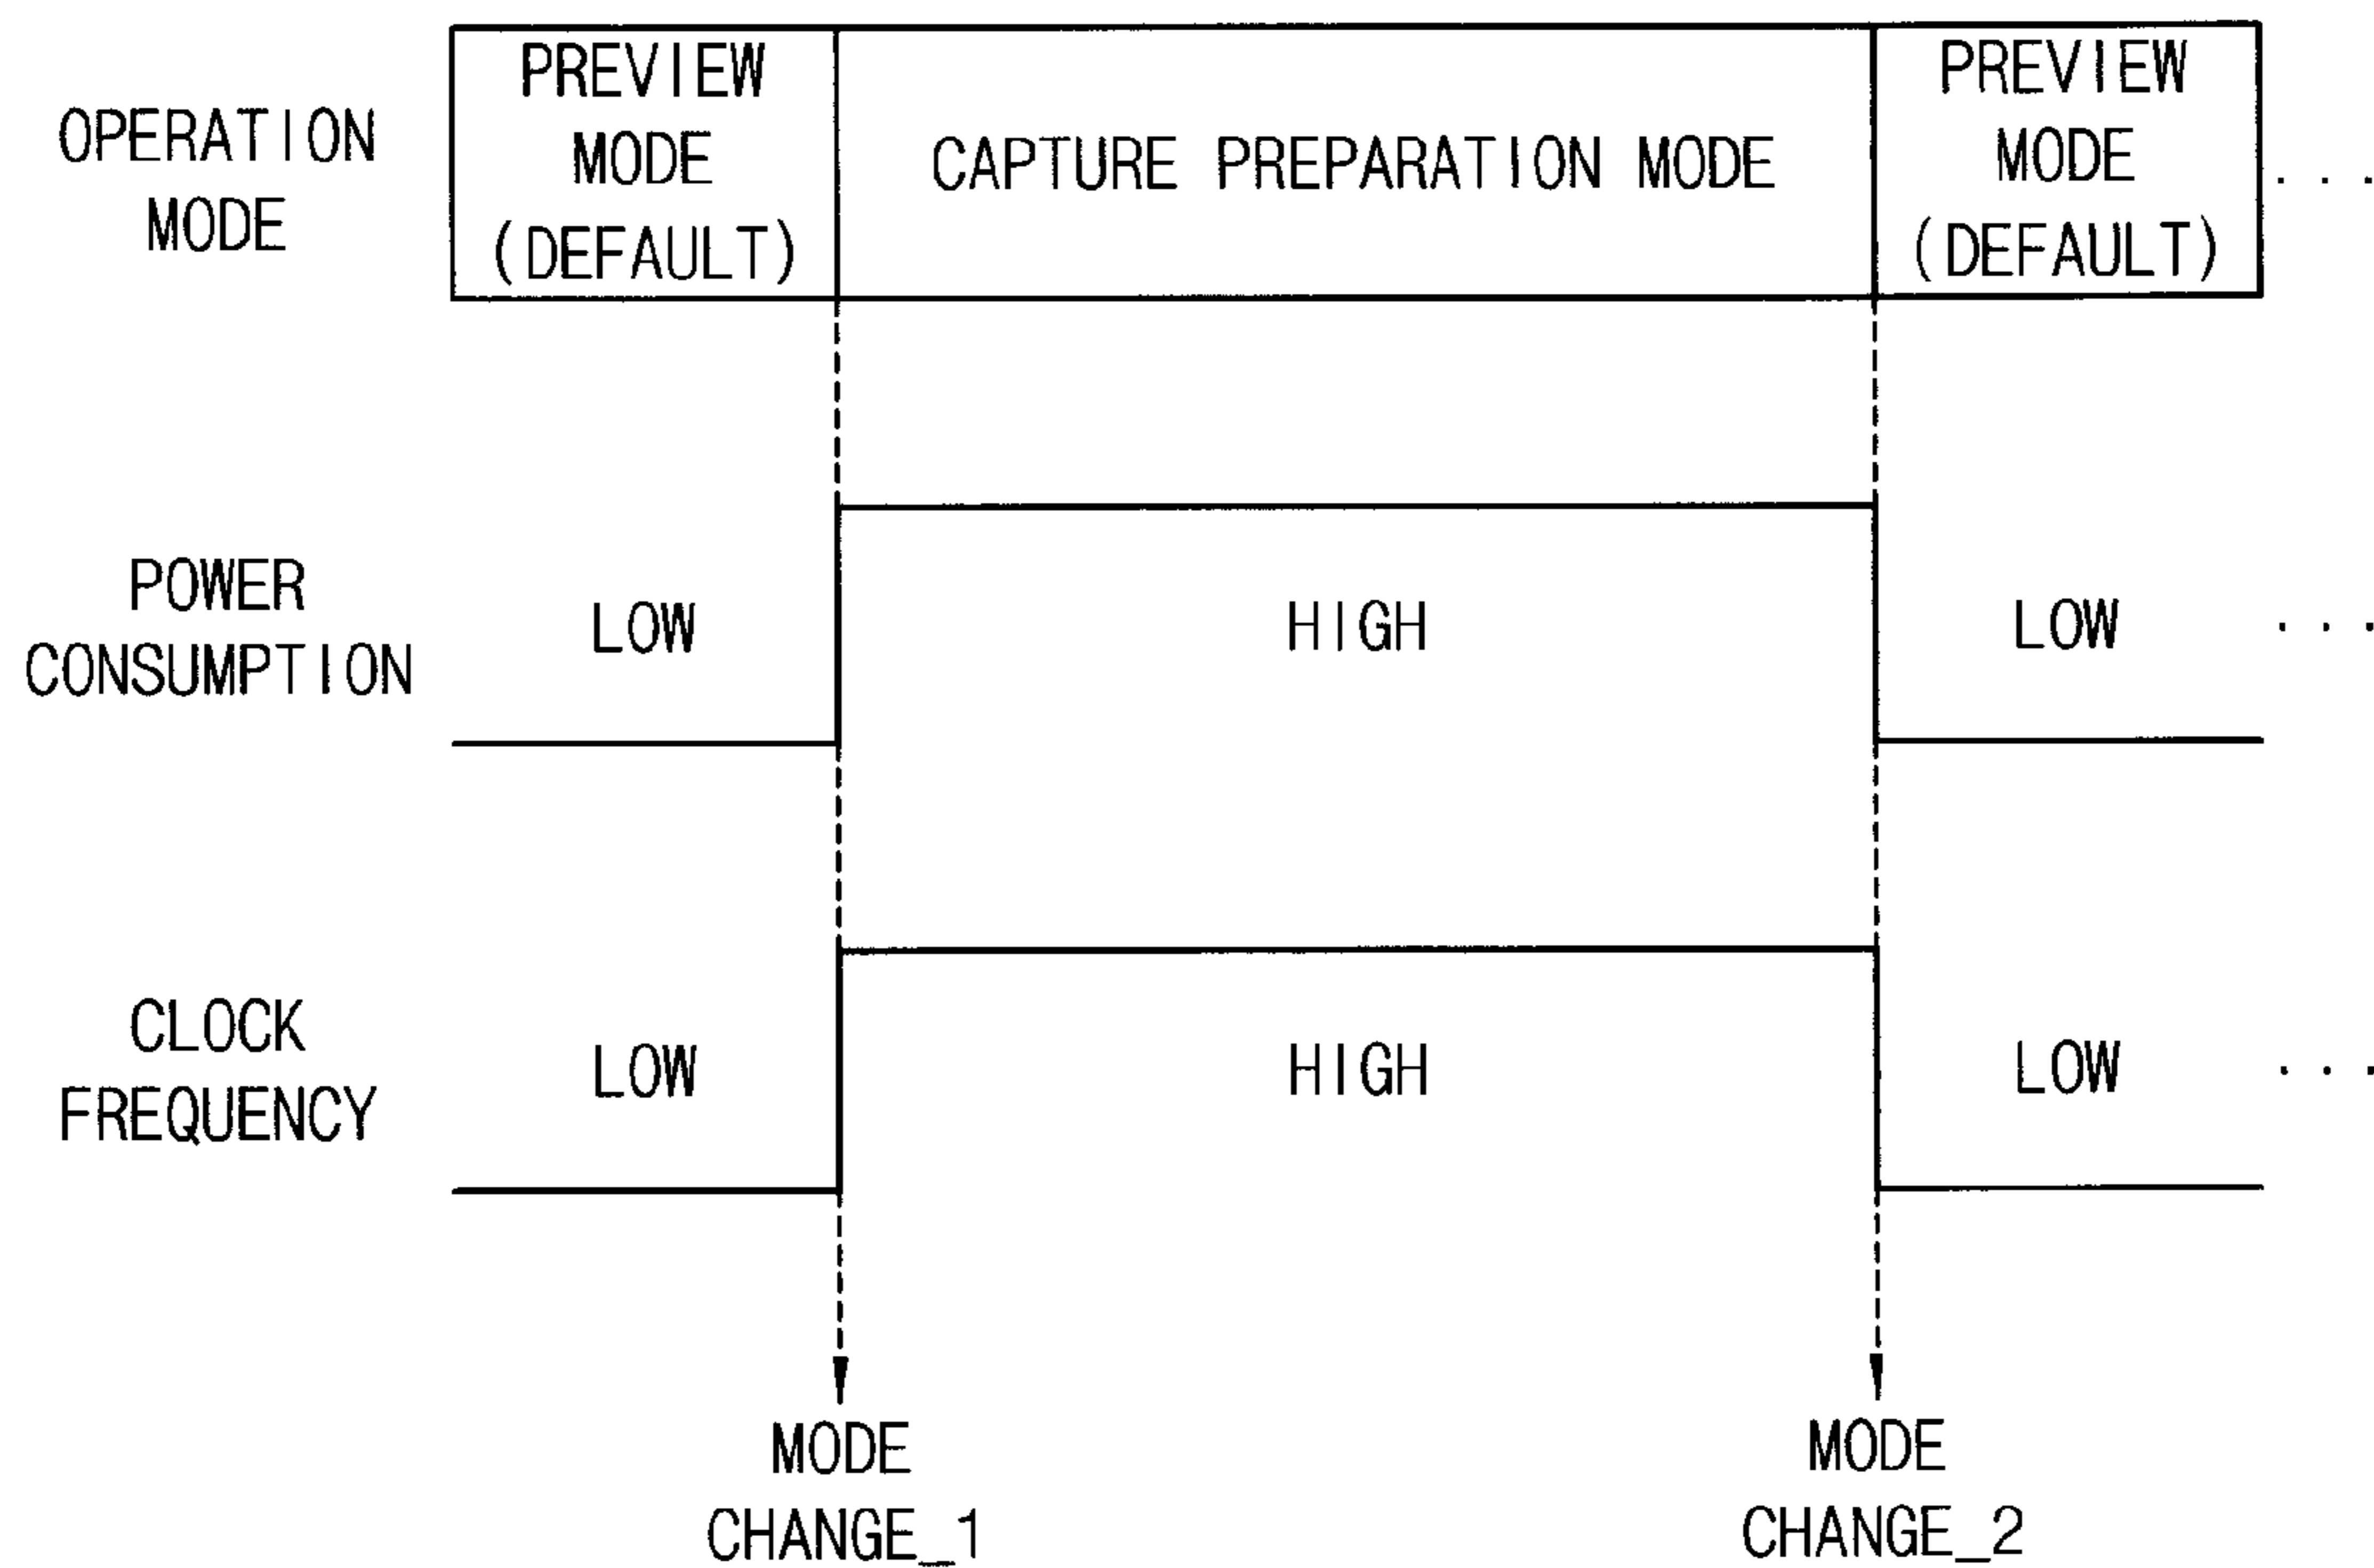 OPERATION
MODE
PREVIEW
MODE
(DEFAULT)
CAPTURE PREPARATION MODE
PREVIEW
MODE
(DEFAULT)
...
POWER
CONSUMPTION
LOW
HIGH
LOW
...
CLOCK
FREQUENCY
LOW
HIGH
LOW
...
MODE
CHANGE_1
MODE
CHANGE_2